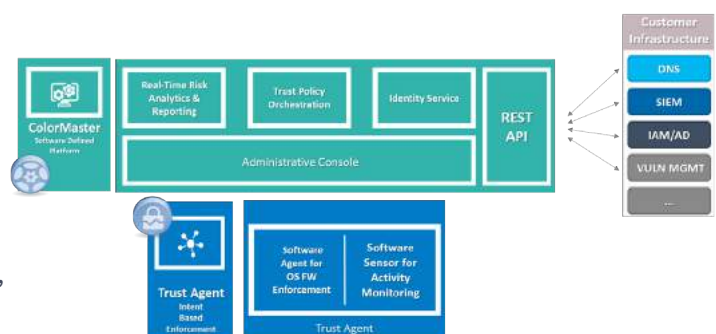 Customer
Infrastructure
DNS
SIEM
IAM/AD
VULN MGMT
...
ColorMaster
Software Defined
Platform
Real-Time Risk
Analytics &
Reporting
Trust Policy
Orchestration
Identity Service
REST
API
Administrative Console
Trust Agent
Intent
Based
Enforcement
Software
Agent for
OS FW
Enforcement
Software
Sensor for
Activity
Monitoring
Trust Agent
,